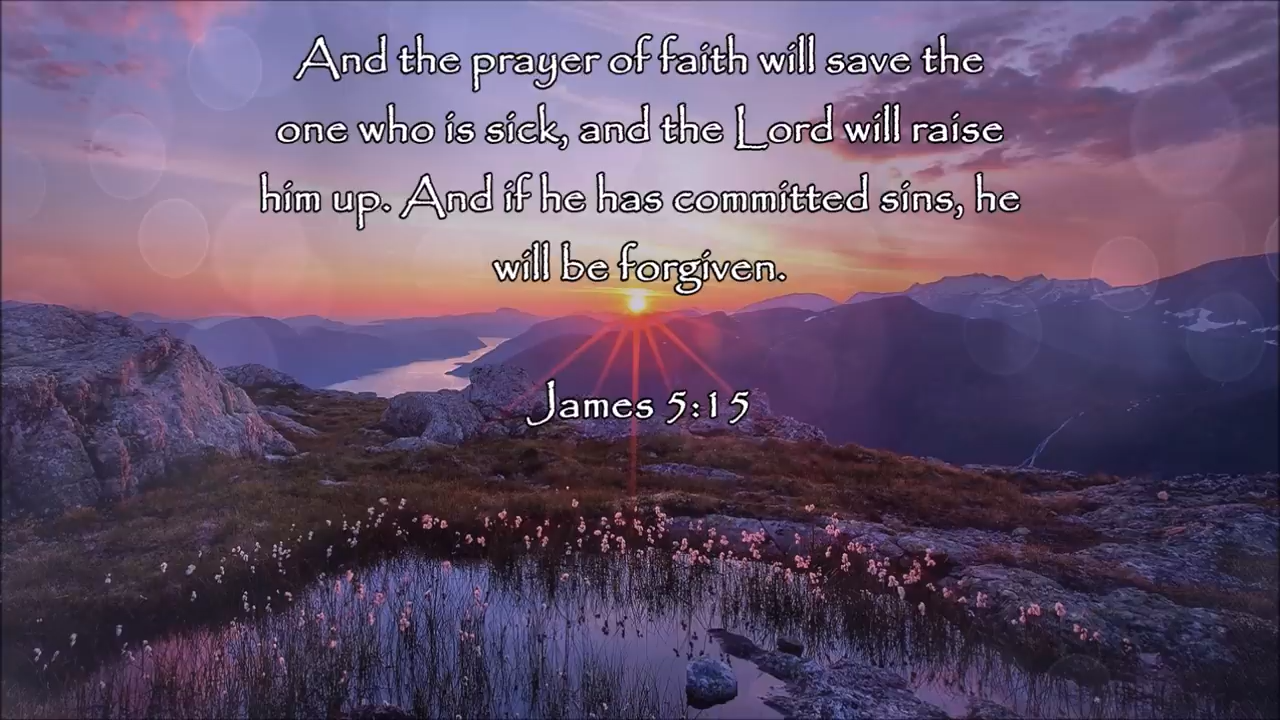 And the prayer of faith will save the
one who is sick, and the Lord will raise
him up. And if he has committed sins, he
will be forgiven.
James 5:15